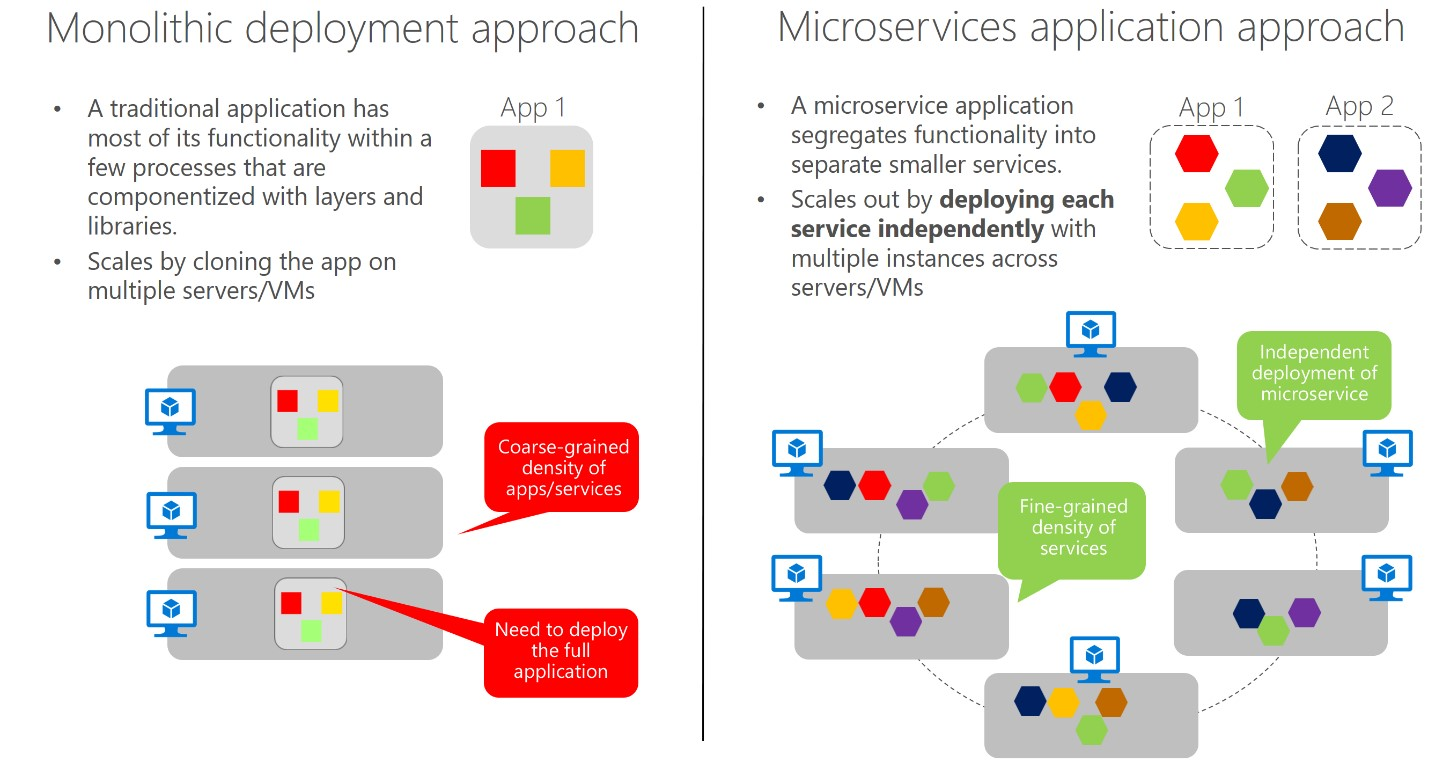 Monolithic deployment approach
• A traditional application has
most of its functionality within a
few processes that are
componentized with layers and
libraries.
• Scales by cloning the app on
multiple servers/VMs
App 1
Coarse-grained
density of
apps/services
Need to deploy
the full
application
Microservices application approach
• A microservice application
segregates functionality into
separate smaller services.
• Scales out by deploying each
service independently with
multiple instances across
servers/VMs
App 1
App 2
Independent
deployment of
microservice
Fine-grained
density of
services